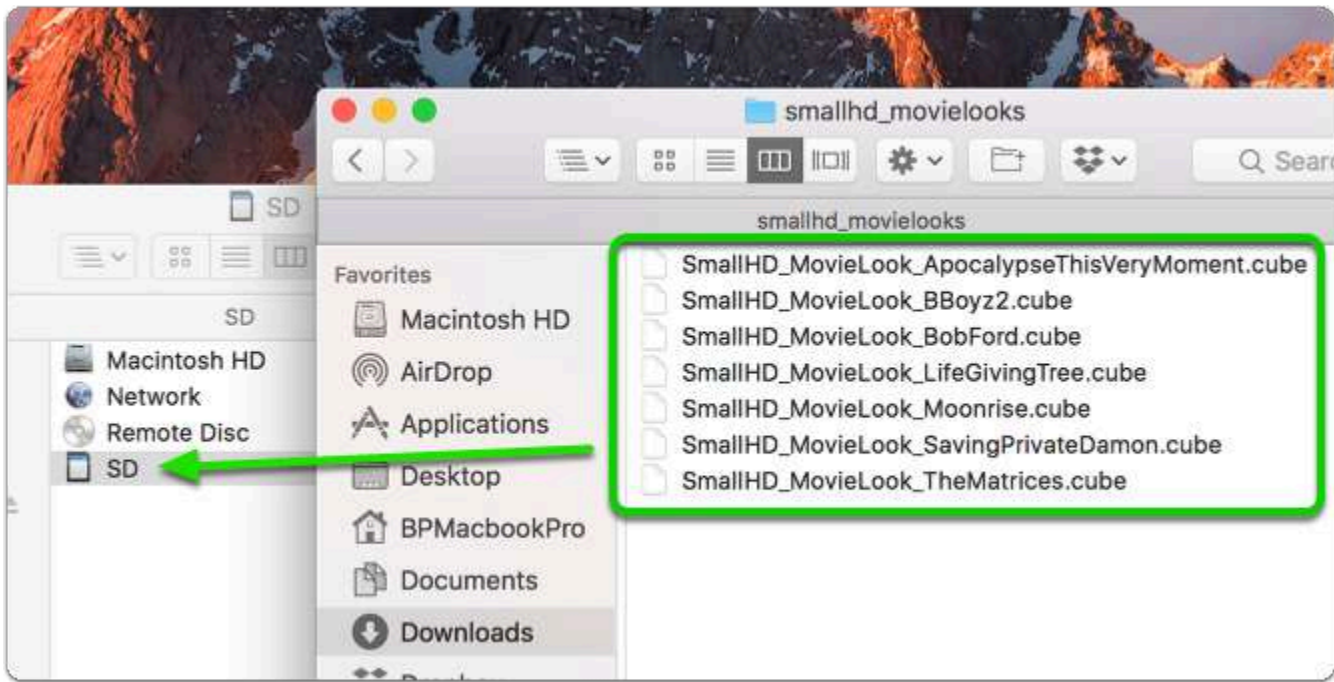 smallhd_movielooks
Sear
SD
smallhd_movielooks
SD
Macintosh HD
Network
Remote Disc
SD
Favorites
Macintosh HD
AirDrop
Applications
Desktop
BPMacbookPro
Documents
Downloads
SmallHD_MovieLook_ApocalypseThisVeryMoment.cube
SmallHD_MovieLook_BBoyz2.cube
SmallHD_MovieLook_BobFord.cube
SmallHD_MovieLook_LifeGivingTree.cube
SmallHD_MovieLook_Moonrise.cube
SmallHD_MovieLook_SavingPrivateDamon.cube
SmallHD_MovieLook_TheMatrices.cube